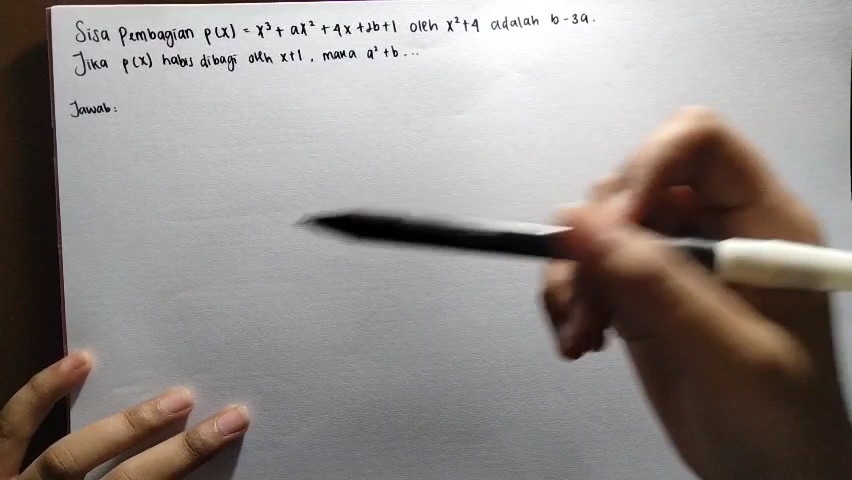 Sisa Pembagian p(x) = x³ + ax² + 4x + 2b + 1 oleh x² + 4 adalah b - 3a.
Jika p(x) habis dibagi oleh x+1, maka a² + b ...
Jawab: